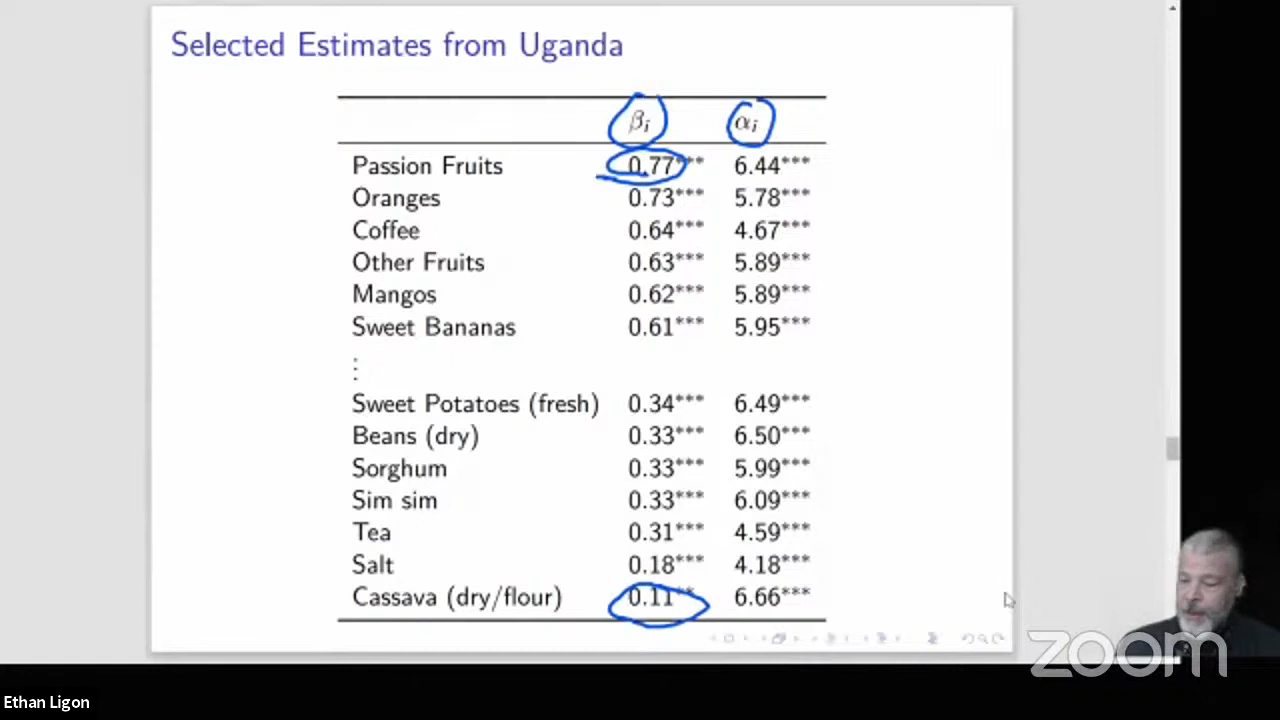 Selected Estimates from Uganda
βi αi
Passion Fruits 0.77*** 6.44***
Oranges 0.73*** 5.78***
Coffee 0.64*** 4.67***
Other Fruits 0.63*** 5.89***
Mangos 0.62*** 5.89***
Sweet Bananas 0.61*** 5.95***
⋮
Sweet Potatoes (fresh) 0.34*** 6.49***
Beans (dry) 0.33*** 6.50***
Sorghum 0.33*** 5.99***
Sim sim 0.33*** 6.09***
Tea 0.31*** 4.59***
Salt 0.18*** 4.18***
Cassava (dry/flour) 0.11** 6.66***
zoom
Ethan Ligon